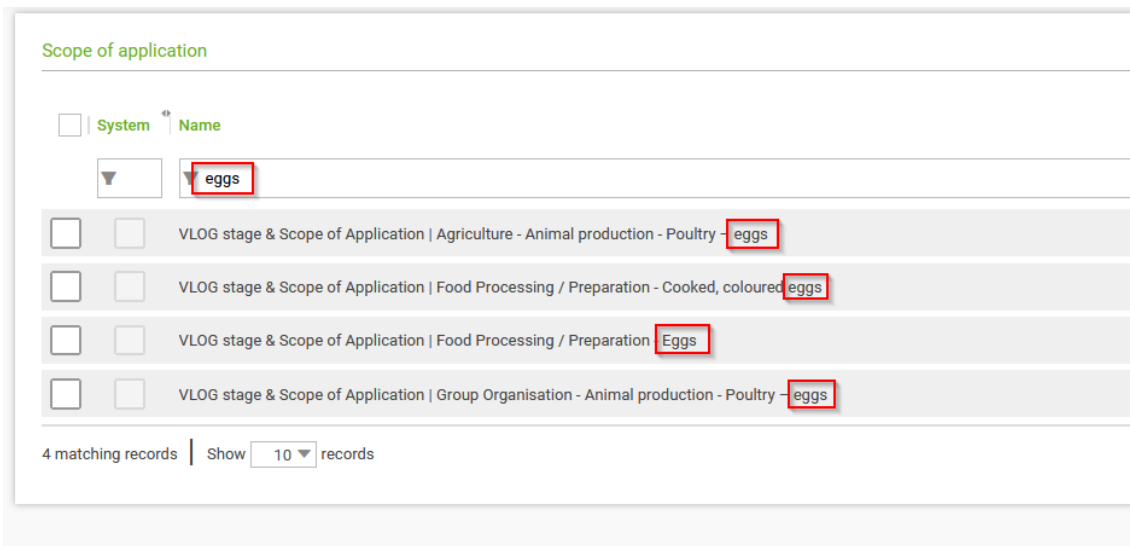 Scope of application
System Name
eggs
VLOG stage & Scope of Application | Agriculture - Animal production - Poultry – eggs
VLOG stage & Scope of Application | Food Processing / Preparation - Cooked, coloured eggs
VLOG stage & Scope of Application | Food Processing / Preparation - Eggs
VLOG stage & Scope of Application | Group Organisation - Animal production - Poultry – eggs
4 matching records | Show 10 records